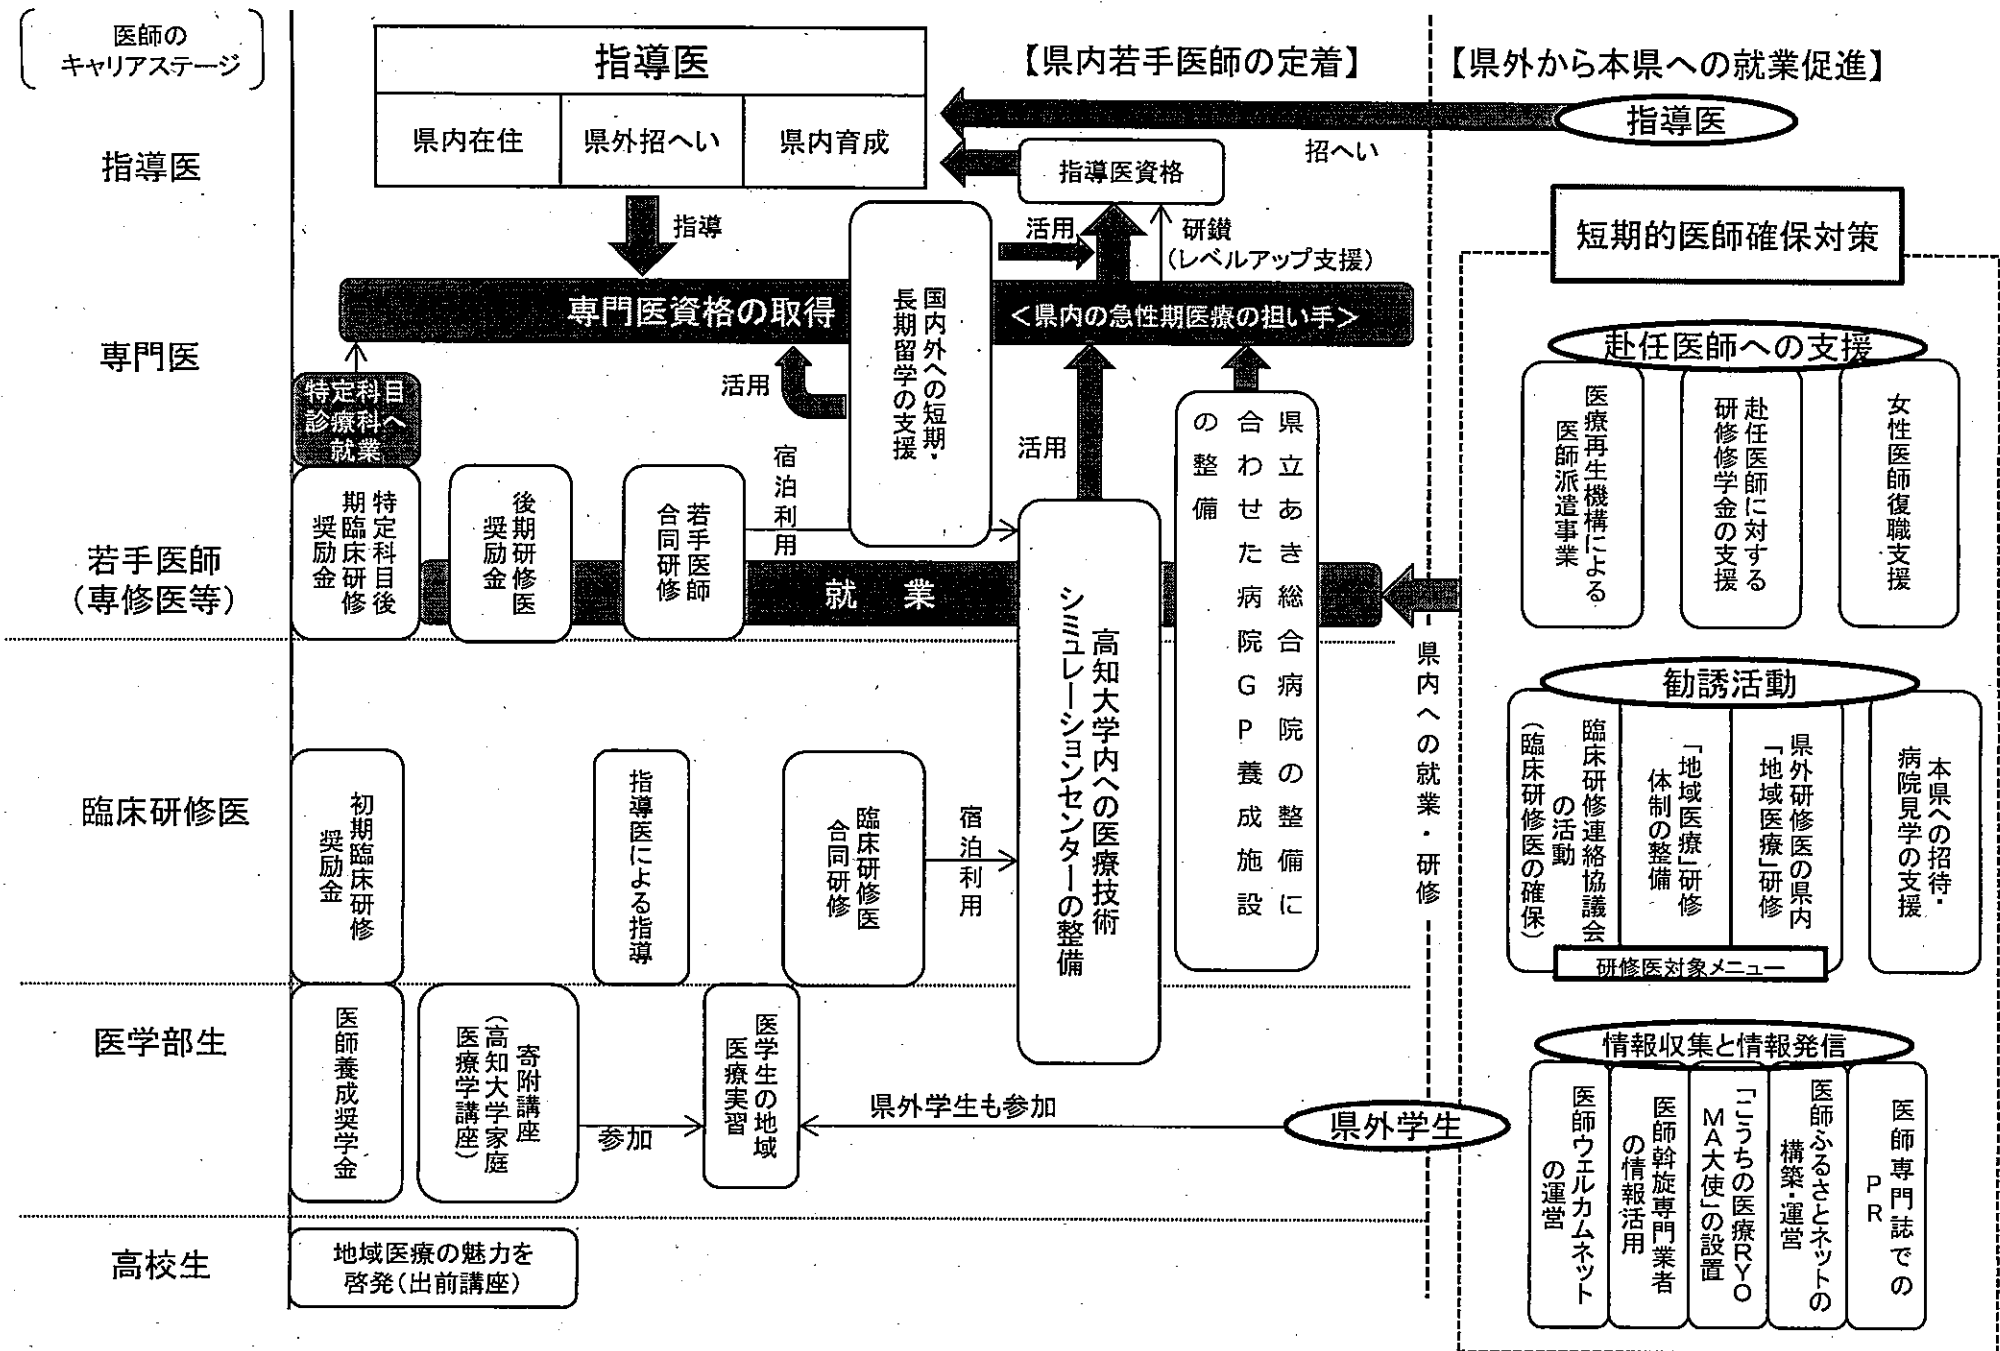 医師の
キャリアステージ
指導医
専門医
若手医師
(専修医等)
臨床研修医
医学部生
高校生
指導医
県内在住
県外招へい
県内育成
【県内若手医師の定着】
【県外から本県への就業促進】
指導医
招へい
指導医資格
指導
活用
研鑚
(レベルアップ支援)
専門医資格の取得
<県内の急性期医療の担い手>
国内外への短期・
長期留学の支援
活用
活用
特定科目
診療科へ
就業
特定科目後
期臨床研修
奨励金
後期研修医
奨励金
若手医師
合同研修
宿泊利用
就 業
県立あき総合病院の整備に
合わせた病院GP養成施設
の整備
高知大学内への医療技術
シミュレーションセンターの整備
県内への就業・研修
初期臨床研修
奨励金
指導医による指導
臨床研修医
合同研修
宿泊利用
医師養成奨学金
寄附講座
(高知大学家庭
医療学講座)
参加
医学生の地域
医療実習
県外学生も参加
県外学生
地域医療の魅力を
啓発(出前講座)
短期的医師確保対策
赴任医師への支援
医療再生機構による
医師派遣事業
赴任医師に対する
研修修学金の支援
女性医師復職支援
勧誘活動
臨床研修連絡協議会
の活動
(臨床研修医の確保)
「地域医療」研修
体制の整備
県外研修医の県内
「地域医療」研修
本県への招待・
病院見学の支援
研修医対象メニュー
情報収集と情報発信
医師ウェルカムネット
の運営
医師斡旋専門業者
の情報活用
「こうちの医療RYO
MA大使」の設置
医師ふるさとネットの
構築・運営
医師専門誌での
PR